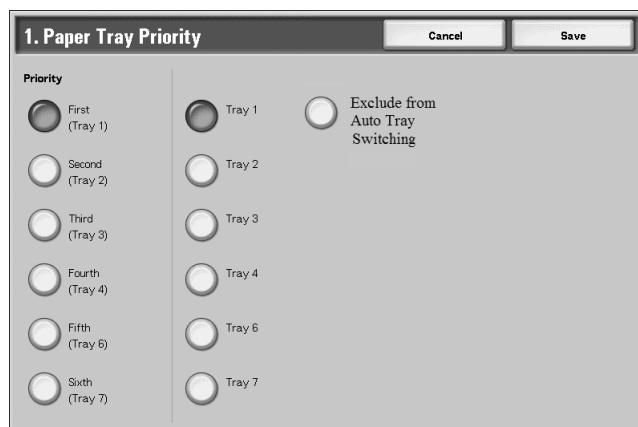 1. Paper Tray Priority
Cancel
Save
Priority
First
(Tray 1)
Second
(Tray 2)
Third
(Tray 3)
Fourth
(Tray 4)
Fifth
(Tray 6)
Sixth
(Tray 7)
Tray 1
Tray 2
Tray 3
Tray 4
Tray 6
Tray 7
Exclude from
Auto Tray
Switching